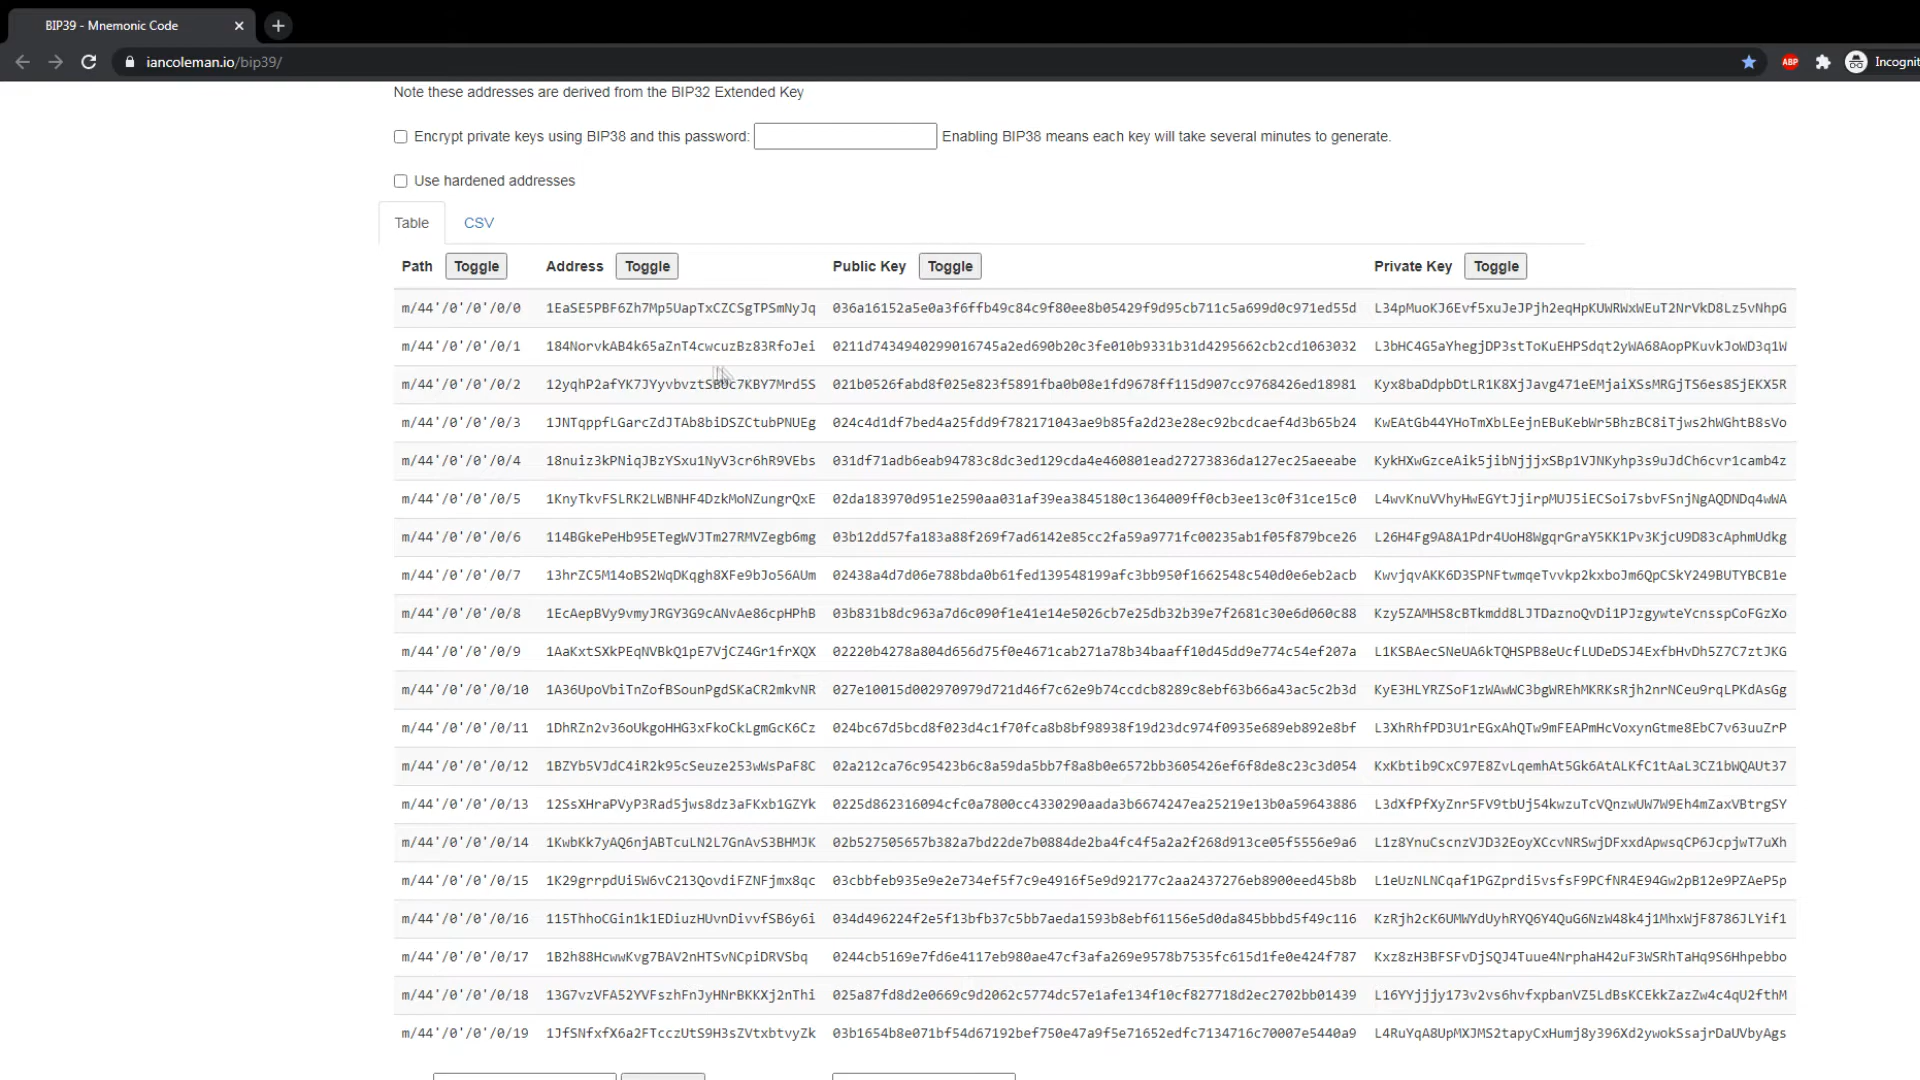 BIP39 - Mnemonic Code
iancoleman.io/bip39/
ABP
Incognit
Note these addresses are derived from the BIP32 Extended Key
Encrypt private keys using BIP38 and this password: Enabling BIP38 means each key will take several minutes to generate.
Use hardened addresses
Table CSV
Path Toggle Address Toggle Public Key Toggle Private Key Toggle
m/44'/0'/0'/0/0 1EaSE5PBF6Zh7Mp5UapTxCZCSgTPSmNyJq 036a16152a5e0a3f6ffb49c84c9f80ee8b05429f9d95cb711c5a699d0c971ed55d L34pMuoKJ6Evf5xuJeJPjh2eqHpKUWRWxWEuT2NrVkD8Lz5vNhpG
m/44'/0'/0'/0/1 184NorvkAB4k65aZnT4cwcuzBz83RfoJei 0211d7434940299016745a2ed690b20c3fe010b9331b31d4295662cb2cd1063032 L3bHC4G5aYhegjDP3stToKuEHPSdqt2yWA68AopPKuvkJoWD3q1W
m/44'/0'/0'/0/2 021b0526fabd8f025e823f5891fba0b08e1fd9678ff115d907cc9768426ed18981 Kyx8baDdpbDtLR1K8XjJavg471eEMjaiXSsMRGjTS6es8SjEKX5R
m/44'/0'/0'/0/3 1JNTqppfLGarcZdJTAb8biDSZCtubPNUEg 024c4d1df7bed4a25fdd9f782171043ae9b85fa2d23e28ec92bcdcaef4d3b65b24 KwEAtGb44YHoTmXbLEejnEBuKebWr5BhzBC8iTjws2hWGhtB8sVo
m/44'/0'/0'/0/4 18nuiz3kPNiqJBzYSxu1NyV3cr6hR9VEbs 031df71adb6eab94783c8dc3ed129cda4e460801ead27273836da127ec25aeeabe KykHXwGzceAik5jibNjjjxSBp1VJNKyhp3s9uJdCh6cvr1camb4z
m/44'/0'/0'/0/5 1KnyTkvFSLRK2LWBNHF4DzkMoNZungrQxE 02da183970d951e2590aa031af39ea3845180c1364009ff0cb3ee13c0f31ce15c0 L4wvKnuVVhyHwEGYtJjirpMUJ5iECSoi7sbvFSnjNgAQDNDq4wWA
m/44'/0'/0'/0/6 114BGkePeHb95ETegWVJTm27RMVZegb6mg 03b12dd57fa183a88f269f7ad6142e85cc2fa59a9771fc00235ab1f05f879bce26 L26H4Fg9A8A1Pdr4UoH8WgqrGraY5KK1Pv3KjcU9D83cAphmUdkg
m/44'/0'/0'/0/7 13hrZC5M14oBS2WqDKqgh8XFe9bJo56AUm 02438a4d7d06e788bda0b61fed139548199afc3bb950f1662548c540d0e6eb2acb KwvjqvAKK6D3SPNFtwmqeTvvkp2kxboJm6QpCSkY249BUTYBCB1e
m/44'/0'/0'/0/8 1EcAepBVy9vmyJRGY3G9cANvAe86cpHPhB 03b831b8dc963a7d6c090f1e41e14e5026cb7e25db32b39e7f2681c30e6d060c88 Kzy5ZAMHS8cBTkmdd8LJTDaznoQvDi1PJzgywteYcnsspCoFGzXo
m/44'/0'/0'/0/9 1AaKxtSXkPEqNVBkQ1pE7VjCZ4Gr1frXQX 02220b4278a804d656d75f0e4671cab271a78b34baaff10d45dd9e774c54ef207a L1KSBAecSNeUA6kTQHSPB8eUcfLUDeDSJ4ExfbHvDh5Z7C7ztJKG
m/44'/0'/0'/0/10 1A36UpoVbiTnZofBSounPgdSKaCR2mkvNR 027e10015d002970979d721d46f7c62e9b74ccdcb8289c8ebf63b66a43ac5c2b3d KyE3HLYRZSoF1zWAwWC3bgWREhMKRKsRjh2nrNCeu9rqLPKdAsGg
m/44'/0'/0'/0/11 1DhRZn2v36oUkgoHHG3xFkoCkLgmGcK6Cz 024bc67d5bcd8f023d4c1f70fca8b8bf98938f19d23dc974f0935e689eb892e8bf L3XhRhfPD3U1rEGxAhQTw9mFEAPmHcVoxynGtme8EbC7v63uuZrP
m/44'/0'/0'/0/12 1BZYb5VJdC4iR2k95cSeuze253wWsPaF8C 02a212ca76c95423b6c8a59da5bb7f8a8b0e6572bb3605426ef6f8de8c23c3d054 KxKbtib9CxC97E8ZvLqemhAt5Gk6AtALKfC1tAaL3CZ1bWQAUt37
m/44'/0'/0'/0/13 12SsXHraPVyP3Rad5jws8dz3aFKxb1GZYk 0225d862316094cfc0a7800cc4330290aada3b6674247ea25219e13b0a59643886 L3dXfPfXyZnr5FV9tbUj54kwzuTcVQnzwUW7W9Eh4mZaxVBtrgSY
m/44'/0'/0'/0/14 1KwbKk7yAQ6njABTcuLN2L7GnAvS3BHMJK 02b527505657b382a7bd22de7b0884de2ba4fc4f5a2a2f268d913ce05f5556e9a6 L1z8YnuCscnzVJD32EoyXCcvNRSwjDFxxdApwsqCP6JcpjwT7uXh
m/44'/0'/0'/0/15 1K29grrpdUi5W6vC213QovdiFZNFjmx8qc 03cbbfeb935e9e2e734ef5f7c9e4916f5e9d92177c2aa2437276eb8900eed45b8b L1eUzNLNCqaf1PGZprdi5vsfsF9PCfNR4E94Gw2pB12e9PZAeP5p
m/44'/0'/0'/0/16 115ThhoCGin1k1EDiuzHUvnDivvfSB6y6i 034d496224f2e5f13bfb37c5bb7aeda1593b8ebf61156e5d0da845bbbd5f49c116 KzRjh2cK6UMWYdUyhRYQ6Y4QuG6NzW48k4j1MhxWjF8786JLYif1
m/44'/0'/0'/0/17 1B2h88HcwwKvg7BAV2nHTSvNCpiDRVSbq 0244cb5169e7fd6e4117eb980ae47cf3afa269e9578b7535fc615d1fe0e424f787 Kxz8zH3BFSFvDjSQJ4Tuue4NrphaH42uF3WSRhTaHq9S6Hhpebbo
m/44'/0'/0'/0/18 13G7vzVFA52YVFszhFnJyHNrBKKXj2nThi 025a87fd8d2e0669c9d2062c5774dc57e1afe134f10cf827718d2ec2702bb01439 L16YYjjjy173v2vs6hvfxpbanVZ5LdBsKCEkkZazZw4c4qU2fthM
m/44'/0'/0'/0/19 1JfSNfxfX6a2FTcczUtS9H3sZVtxbtvyZk 03b1654b8e071bf54d67192bef750e47a9f5e71652edfc7134716c70007e5440a9 L4RuYqA8UpMXJMS2tapyCxHumj8y396Xd2ywokSsajrDaUVbyAgs